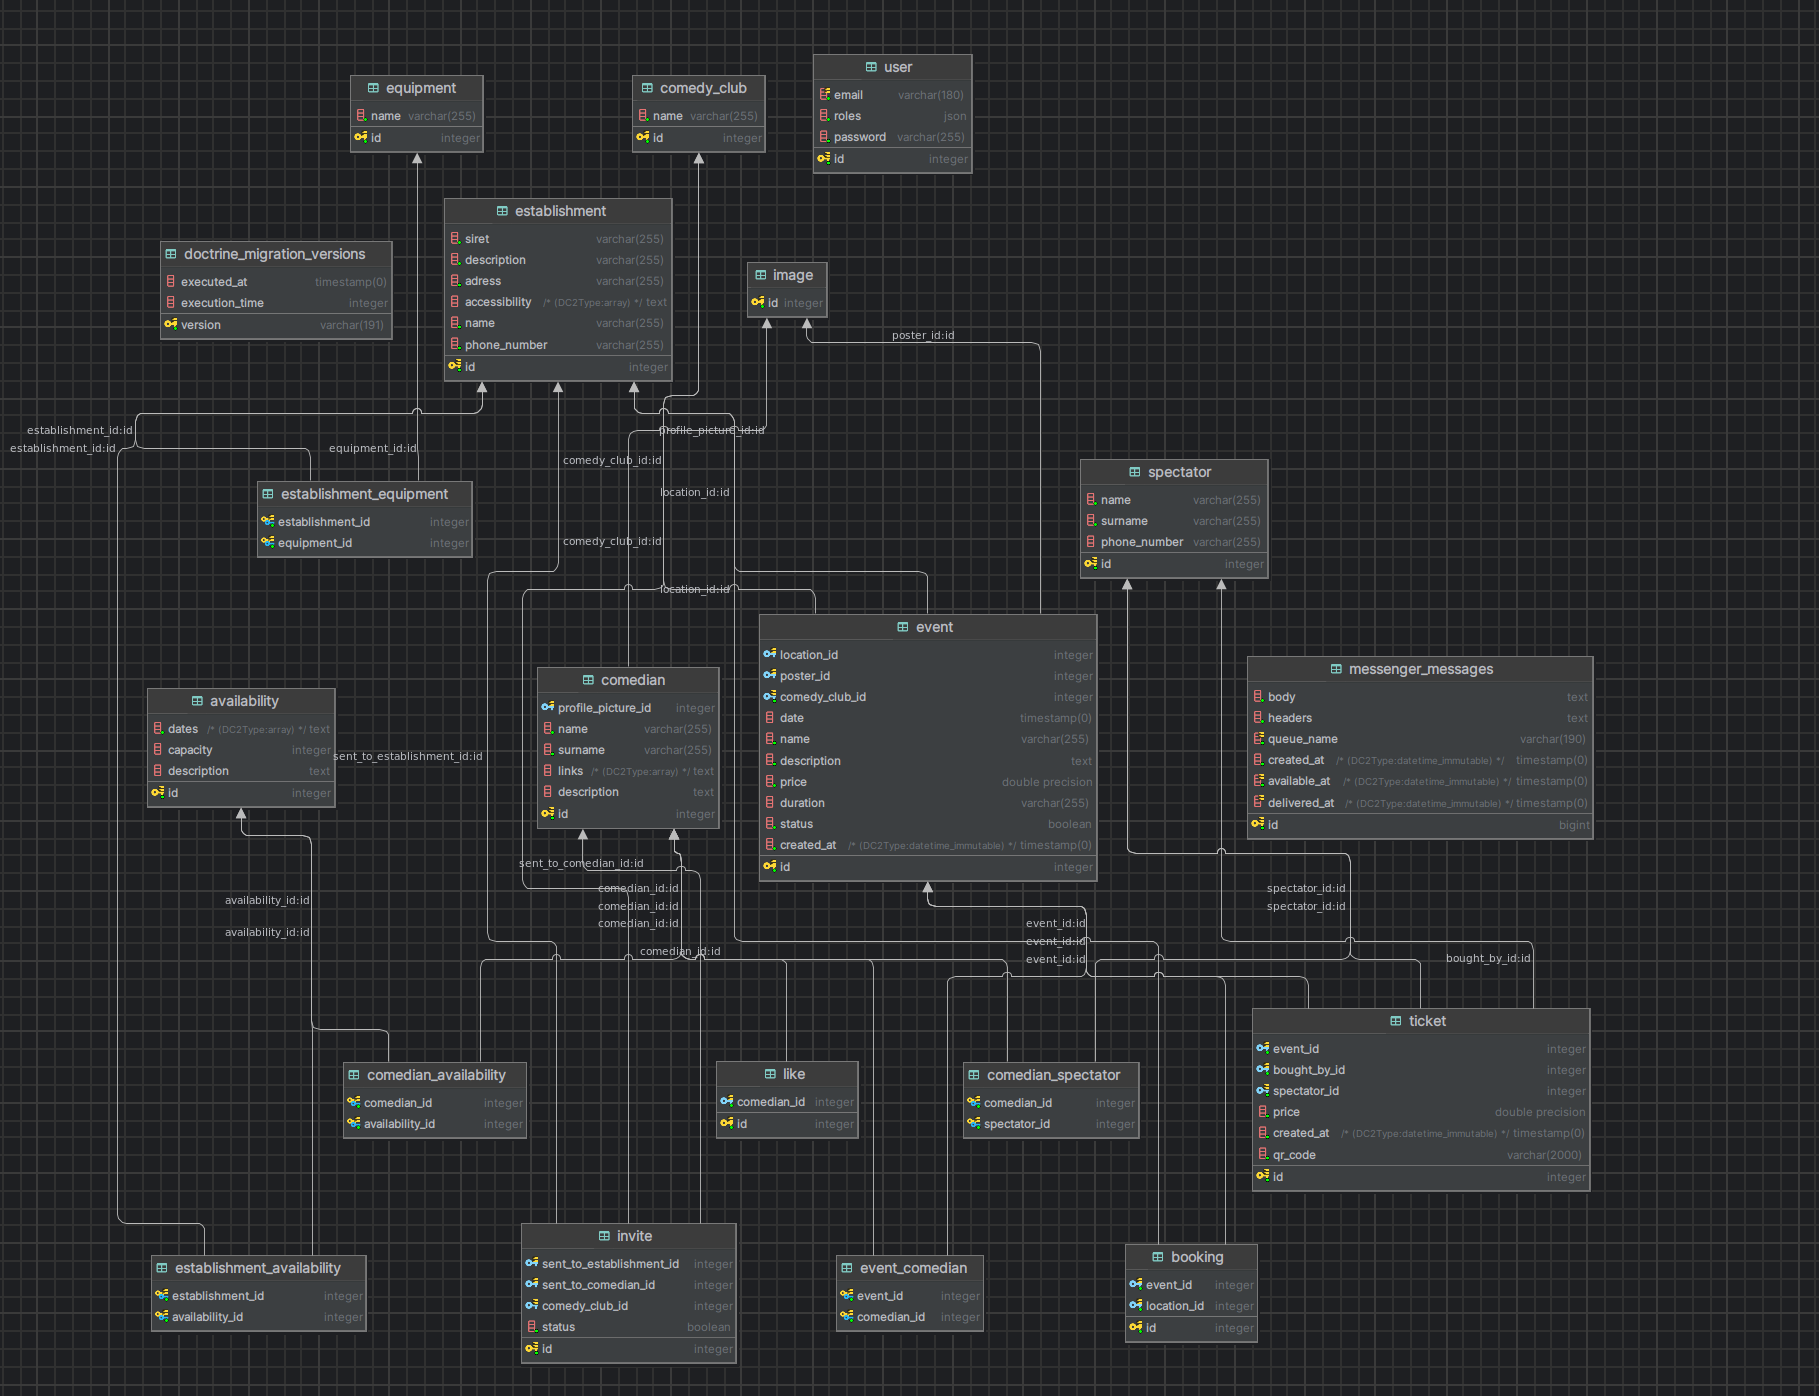 user
email varchar(180)
roles json
password varchar(255)
id integer
equipment
name varchar(255)
id integer
comedy_club
name varchar(255)
id integer
establishment
siret varchar(255)
description varchar(255)
adress varchar(255)
accessibility /* (DC2Type:array) */ text
name varchar(255)
phone_number varchar(255)
id integer
doctrine_migration_versions
executed_at timestamp(0)
execution_time integer
version varchar(191)
image
id integer
poster_id:id
establishment_id:id
establishment_id:id
equipment_id:id
profile_picture_id:id
comedy_club_id:id
location_id:id
comedy_club_id:id
location_id:id
establishment_equipment
establishment_id integer
equipment_id integer
spectator
name varchar(255)
surname varchar(255)
phone_number varchar(255)
id integer
event
location_id integer
poster_id integer
comedy_club_id integer
date timestamp(0)
name varchar(255)
description text
price double precision
duration varchar(255)
status boolean
created_at /* (DC2Type:datetime_immutable) */ timestamp(0)
id integer
messenger_messages
body text
headers text
queue_name varchar(190)
created_at /* (DC2Type:datetime_immutable) */ timestamp(0)
available_at /* (DC2Type:datetime_immutable) */ timestamp(0)
delivered_at /* (DC2Type:datetime_immutable) */ timestamp(0)
id bigint
comedian
profile_picture_id integer
name varchar(255)
surname varchar(255)
links /* (DC2Type:array) */ text
description text
id integer
availability
dates /* (DC2Type:array) */ text
capacity integer
description text
id integer
sent_to_establishment_id:id
sent_to_comedian_id:id
comedian_id:id
comedian_id:id
comedian_id:id
comedian_id:id
availability_id:id
availability_id:id
event_id:id
event_id:id
event_id:id
spectator_id:id
spectator_id:id
bought_by_id:id
ticket
event_id integer
bought_by_id integer
spectator_id integer
price double precision
created_at /* (DC2Type:datetime_immutable) */ timestamp(0)
qr_code varchar(2000)
id integer
comedian_availability
comedian_id integer
availability_id integer
like
comedian_id integer
id integer
comedian_spectator
comedian_id integer
spectator_id integer
establishment_availability
establishment_id integer
availability_id integer
invite
sent_to_establishment_id integer
sent_to_comedian_id integer
comedy_club_id integer
status boolean
id integer
event_comedian
event_id integer
comedian_id integer
booking
event_id integer
location_id integer
id integer